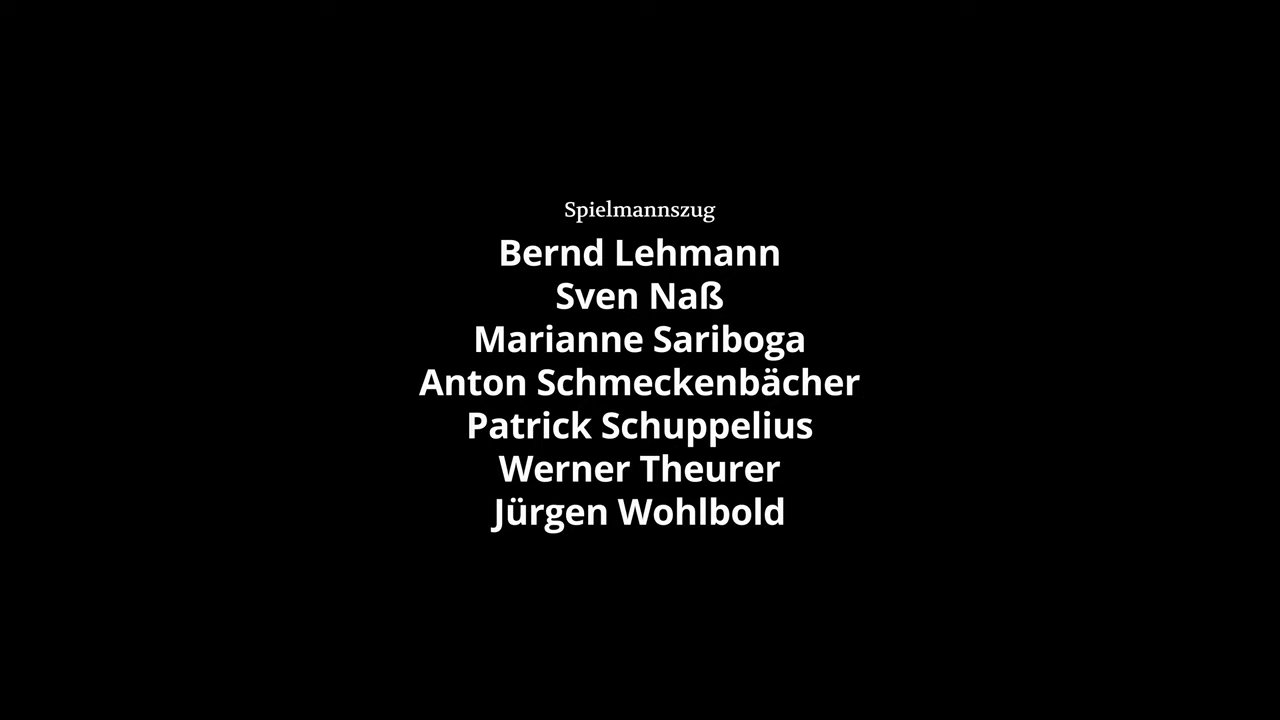 Spielmannszug
Bernd Lehmann
Sven Naß
Marianne Sariboga
Anton Schmeckenbächer
Patrick Schuppelius
Werner Theurer
Jürgen Wohlbold